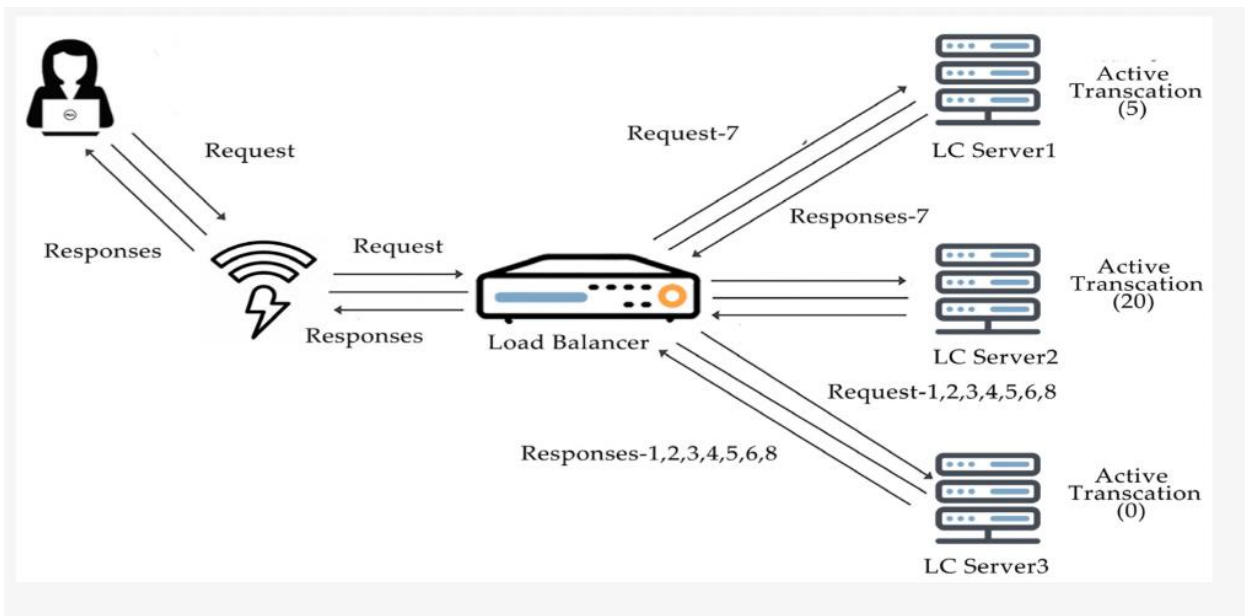 Active
Transcation
(5)
Request-7
Request
LC Server1
Responses-7
Responses
Request
Active
Transcation
(20)
Responses
Load Balancer
LC Server2
Request-1,2,3,4,5,6,8
Responses-1,2,3,4,5,6,8
Active
Transcation
(0)
LC Server3